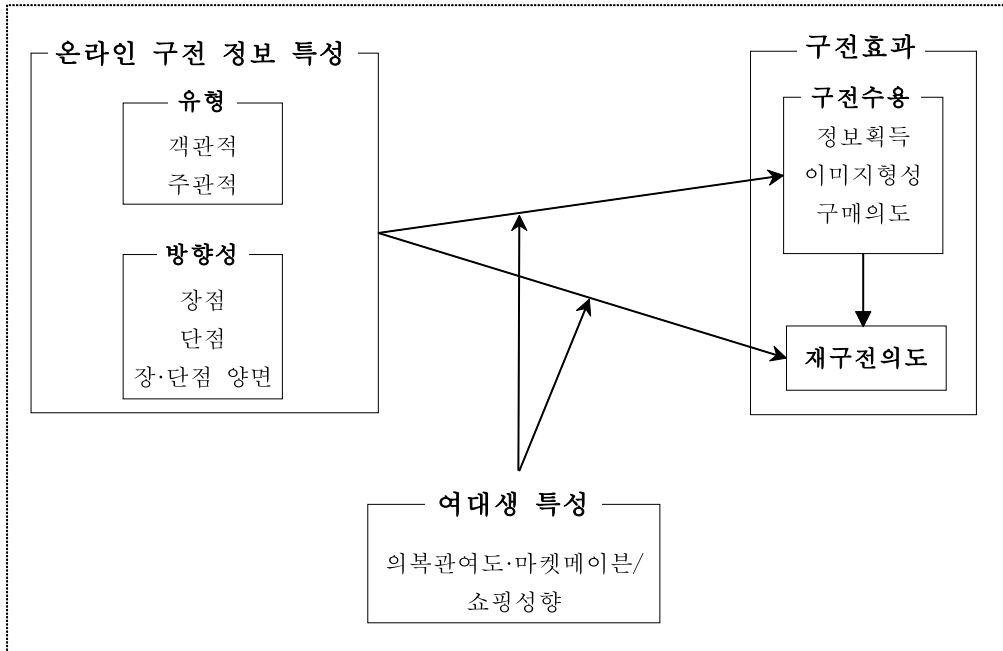 온라인 구전 정보 특성
유형
객관적
주관적
방향성
장점
단점
장·단점 양면
구전효과
구전수용
정보획득
이미지형성
구매의도
재구전의도
여대생 특성
의복관여도·마켓메이븐/
쇼핑성향